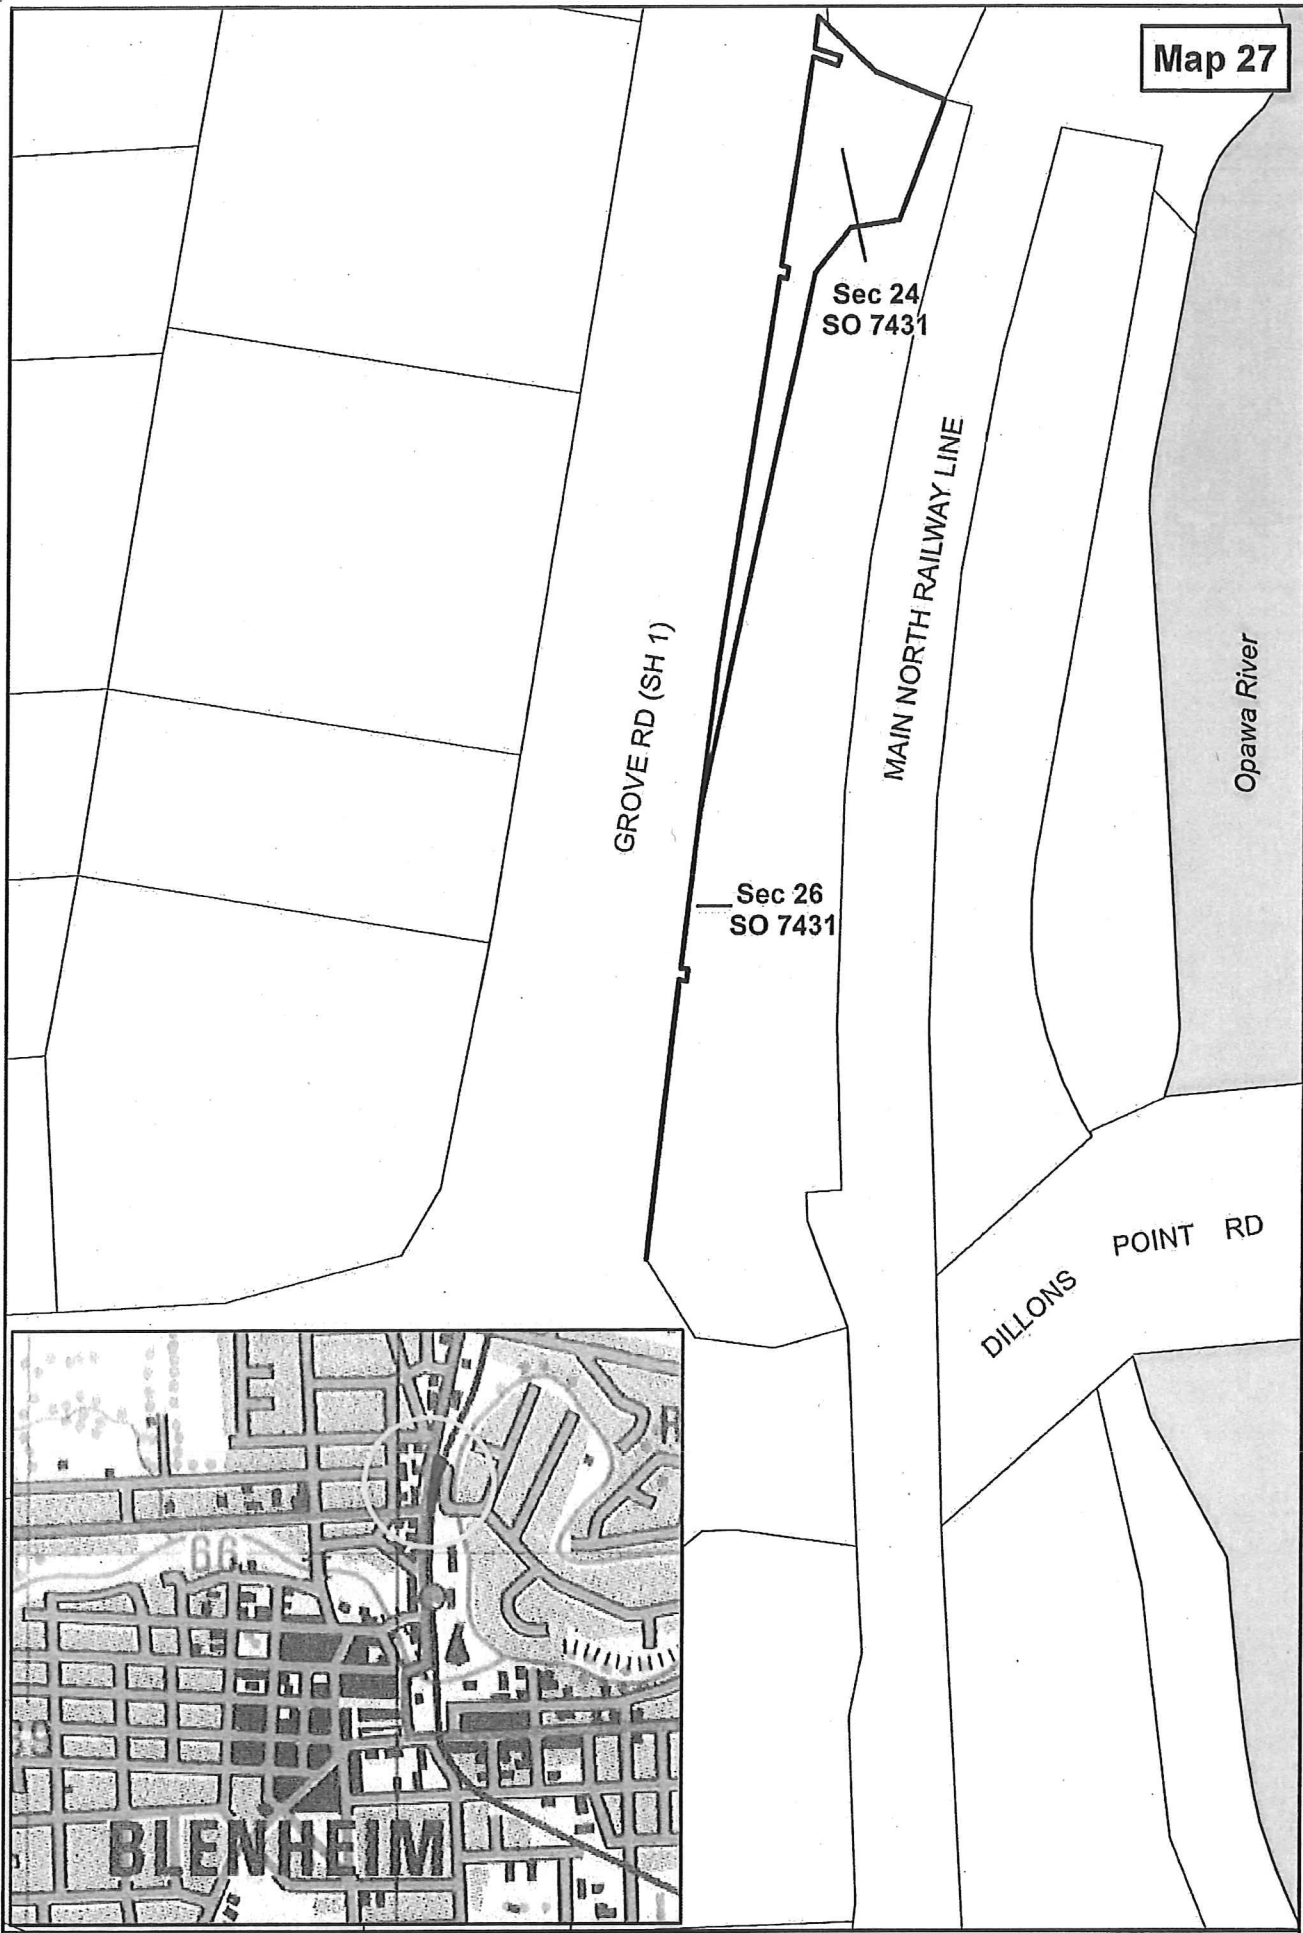 Map 27
Sec 24
SO 7431
MAIN NORTH RAILWAY LINE
GROVE RD (SH 1)
Opawa River
Sec 26
SO 7431
DILLONS POINT RD
66
BLENHEIM